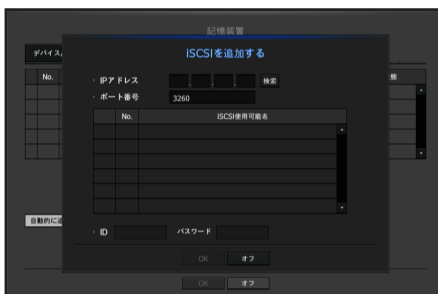 記憶装置
iSCSIを追加する
デバイス
No.
・ IPアドレス
検索
・ ポート番号
3260
No.
iSCSI使用可能名
自動的に
・ ID
パスワード
OK
オフ
OK
オフ